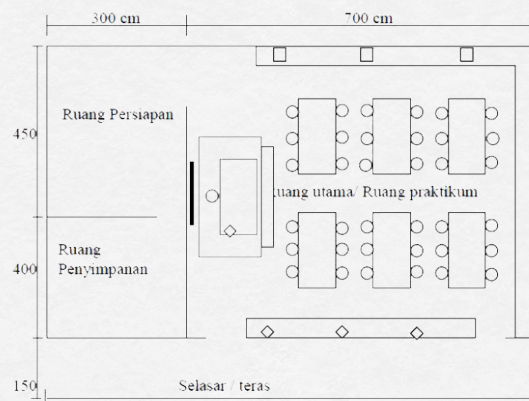 300 cm
700 cm
450
Ruang Persiapan
uang utama/ Ruang praktikum
Ruang
Penyimpanan
400
150
Selasar / teras